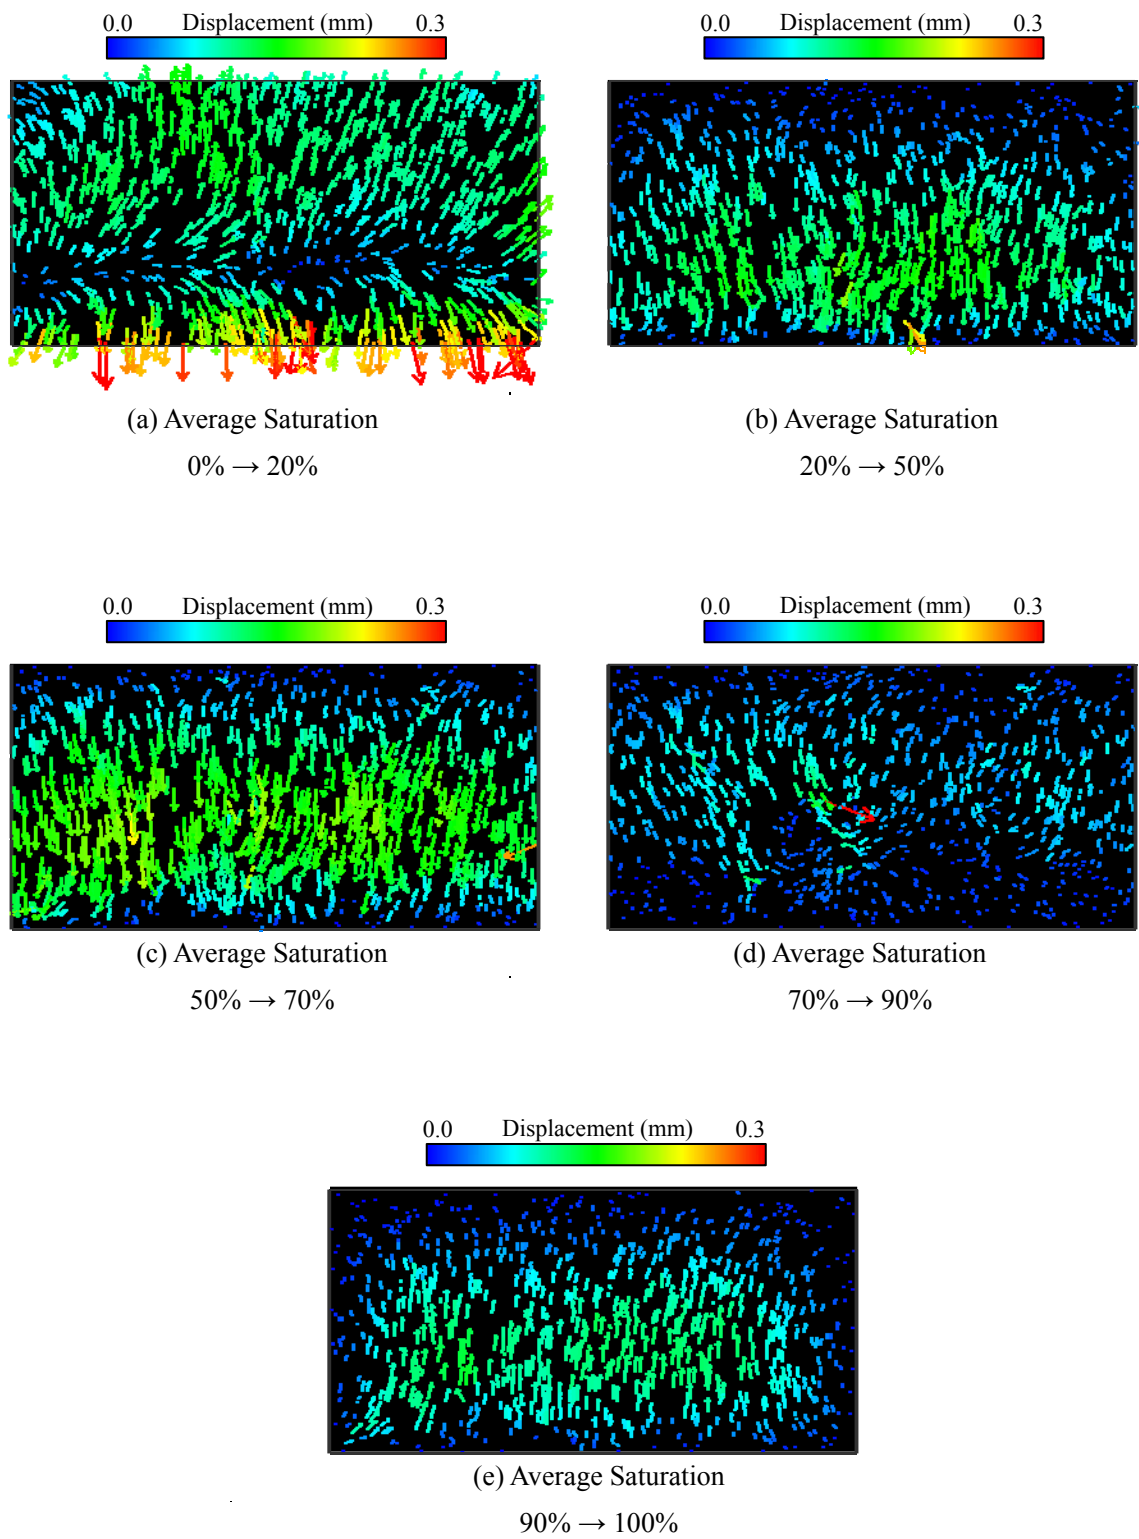 0.0 Displacement (mm) 0.3
0.0 Displacement (mm) 0.3
(a) Average Saturation
0% → 20%
(b) Average Saturation
20% → 50%
0.0 Displacement (mm) 0.3
0.0 Displacement (mm) 0.3
(c) Average Saturation
50% → 70%
(d) Average Saturation
70% → 90%
0.0 Displacement (mm) 0.3
(e) Average Saturation
90% → 100%